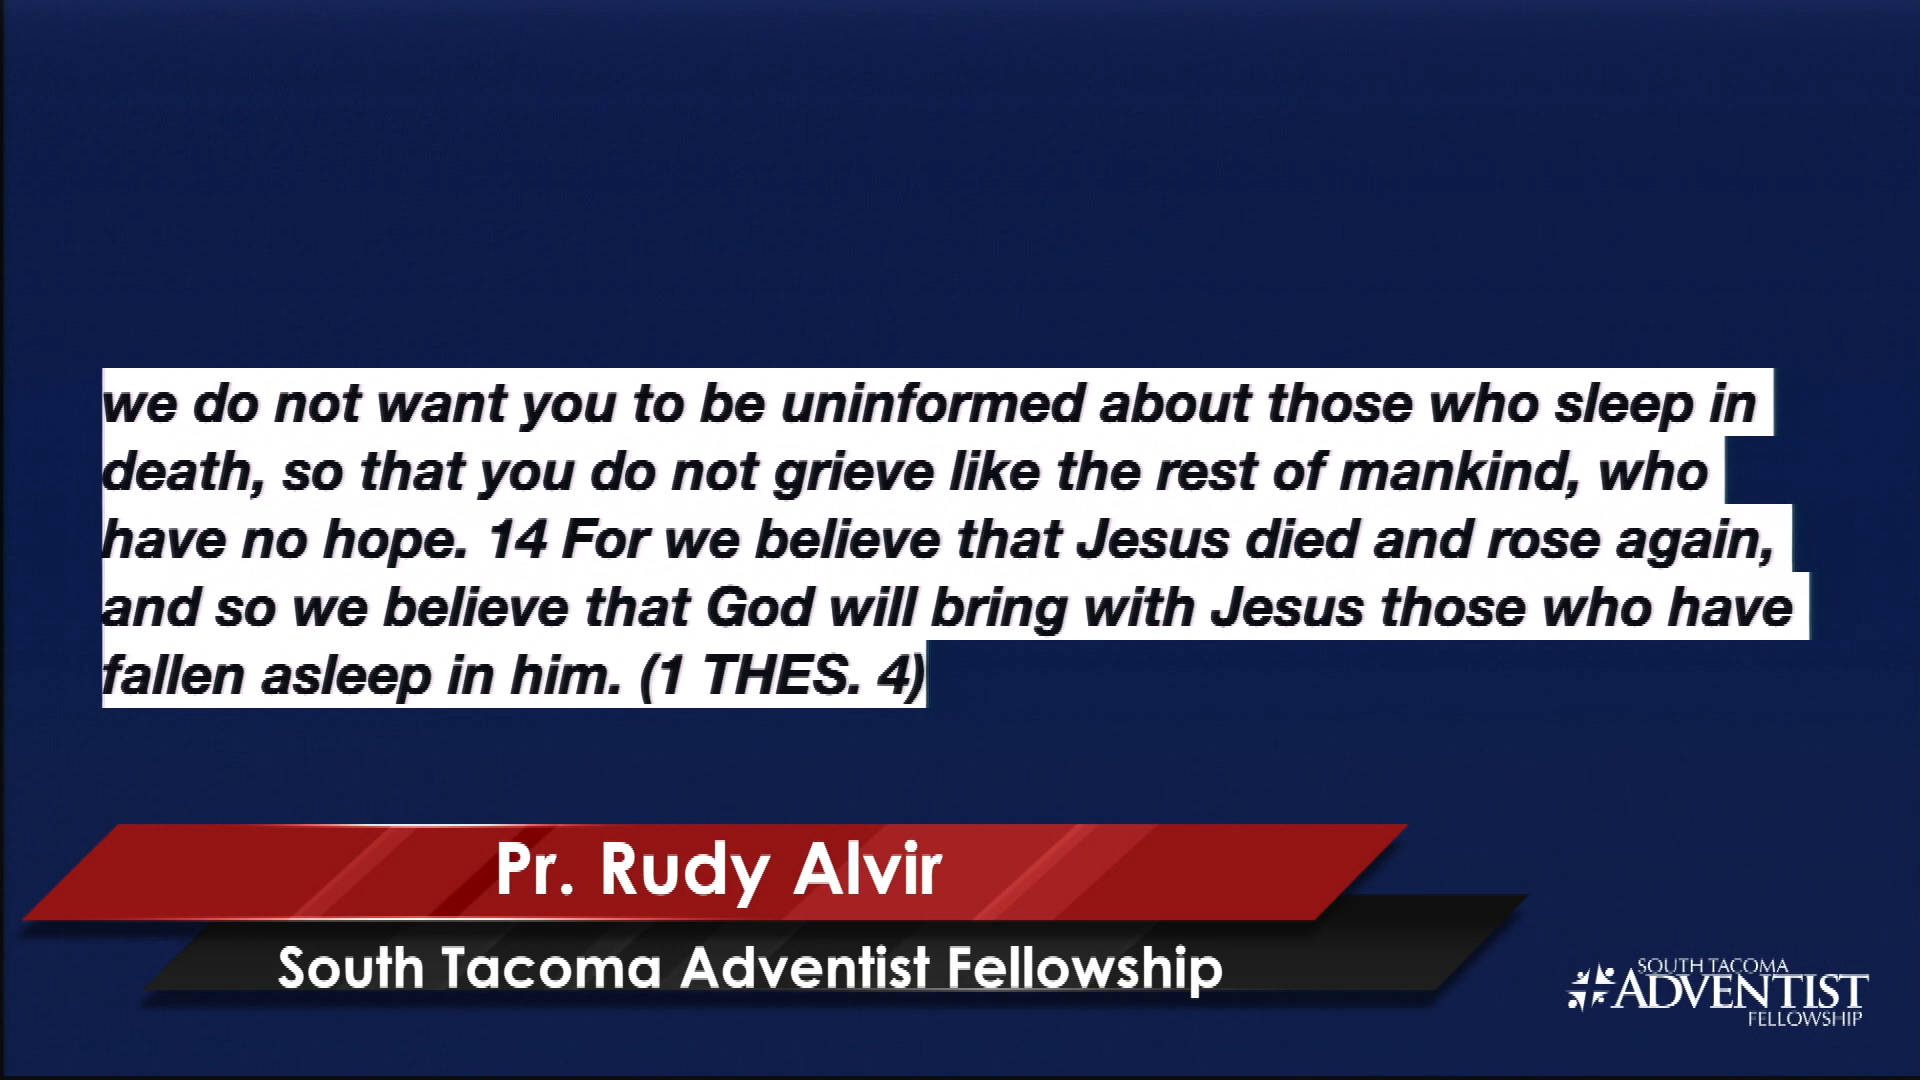 we do not want you to be uninformed about those who sleep in
death, so that you do not grieve like the rest of mankind, who
have no hope. 14 For we believe that Jesus died and rose again,
and so we believe that God will bring with Jesus those who have
fallen asleep in him. (1 THES. 4)
Pr. Rudy Alvir
South Tacoma Adventist Fellowship
SOUTH TACOMA
ADVENTIST
FELLOWSHIP